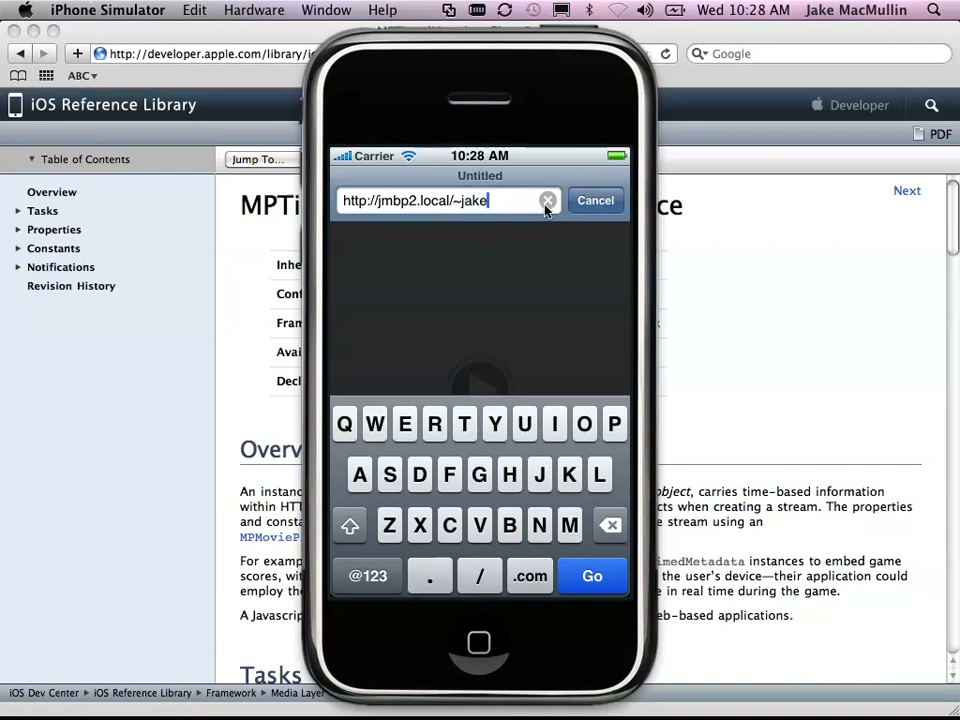 iPhone Simulator Edit Hardware Window Help Wed 10:28 AM Jake MacMullin
http://developer.apple.com/library/io
Google
ABC
iOS Reference Library
Developer
PDF
Table of Contents
Jump To...
Overview
Tasks
Properties
Constants
Notifications
Revision History
Next
MPTi
ce
Inhe
Conf
Fram
Avai
Decl
Carrier 10:28 AM
Untitled
http://jmbp2.local/~jake
Cancel
Q W E R T Y U I O P
A S D F G H J K L
Z X C V B N M
@123 . / .com Go
Overv
An instanc object, carries time-based information
within HTT cts when creating a stream. The properties
and consta e stream using an
MPMovieP
For examp imedMetadata instances to embed game
scores, wit the user's device—their application could
employ the e in real time during the game.
A Javascrip eb-based applications.
Tasks
iOS Dev Center iOS Reference Library Framework Media Layer